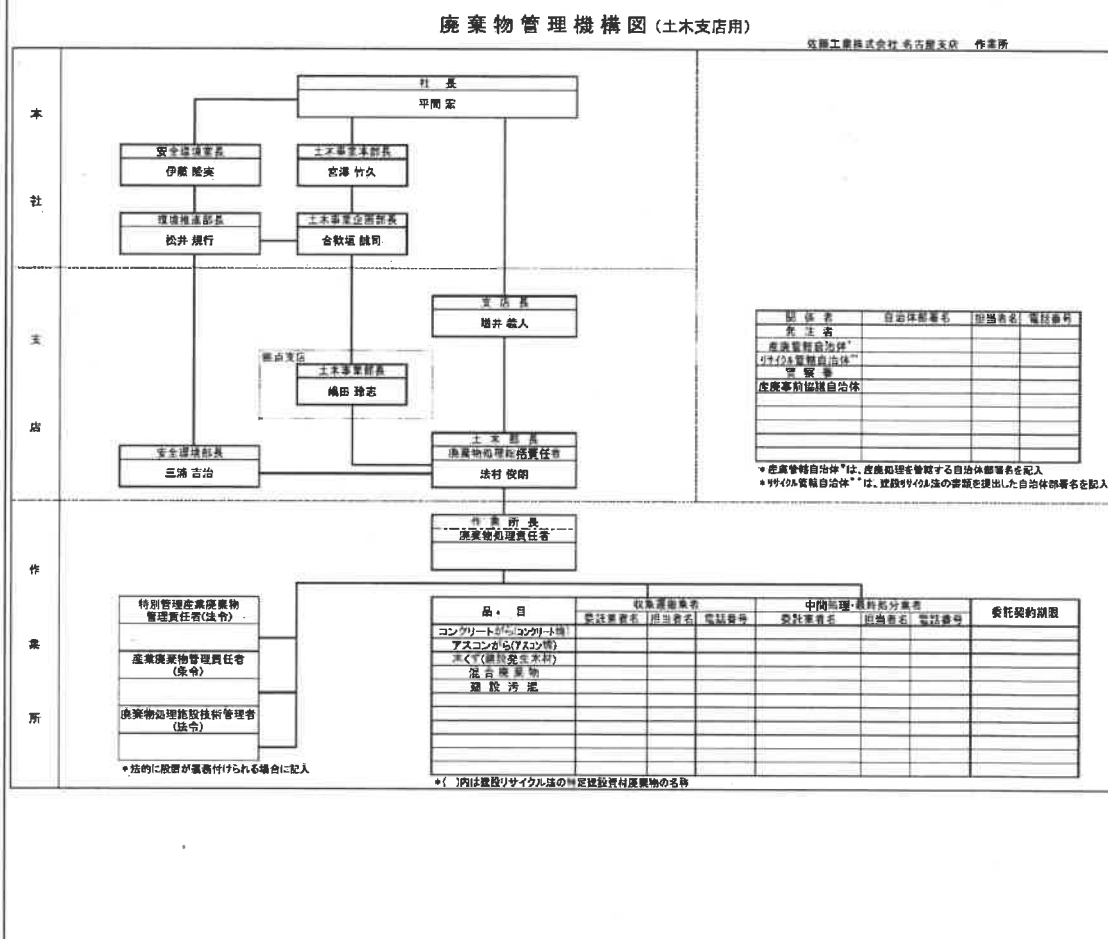 廃棄物管理機構図(土木支店用)
佐藤工業株式会社 名古屋支店 作業所
本
社
支
店
作
業
所
社 長
平間 宏
安全環境室長
伊藤 隆実
土木事業本部長
宮澤 竹久
環境推進部長
松井 規行
土木事業企画部長
合歓垣 誠司
支 店 長
増井 義人
拠点支店
土木事業部長
嶋田 玲志
安全環境部長
三浦 吉治
土 木 部 長
廃棄物処理総括責任者
法村 俊朗
関 係 者 自治体部署名 担当者名 電話番号
発 注 者
産廃管轄自治体*
リサイクル管轄自治体**
警 察 署
産廃事前協議自治体
* 産廃管轄自治体*は、産廃処理を管轄する自治体部署名を記入
* リサイクル管轄自治体**は、建設リサイクル法の書類を提出した自治体部署名を記入
作 業 所 長
廃棄物処理責任者
特別管理産業廃棄物
管理責任者(法令)
産業廃棄物管理責任者
(条令)
廃棄物処理施設技術管理者
(法令)
*法的に設置が義務付けられる場合に記入
品 目 収集運搬業者 中間処理・最終処分業者 委託契約期限
委託業者名 担当者名 電話番号 委託業者名 担当者名 電話番号
コンクリートがら(コンクリート塊)
アスコンがら(アスコン塊)
木くず(建設発生木材)
混 合 廃 棄 物
建 設 汚 泥
*( )内は建設リサイクル法の特定建設資材廃棄物の名称